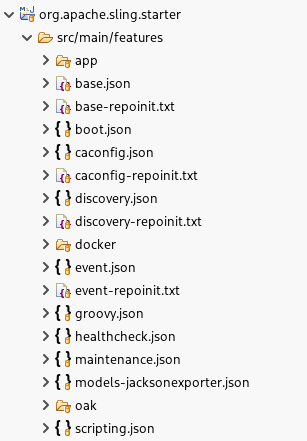 org.apache.sling.starter
src/main/features
app
base.json
base-repoinit.txt
boot.json
caconfig.json
caconfig-repoinit.txt
discovery.json
discovery-repoinit.txt
docker
event.json
event-repoinit.txt
groovy.json
healthcheck.json
maintenance.json
models-jacksonexporter.json
oak
scripting.json